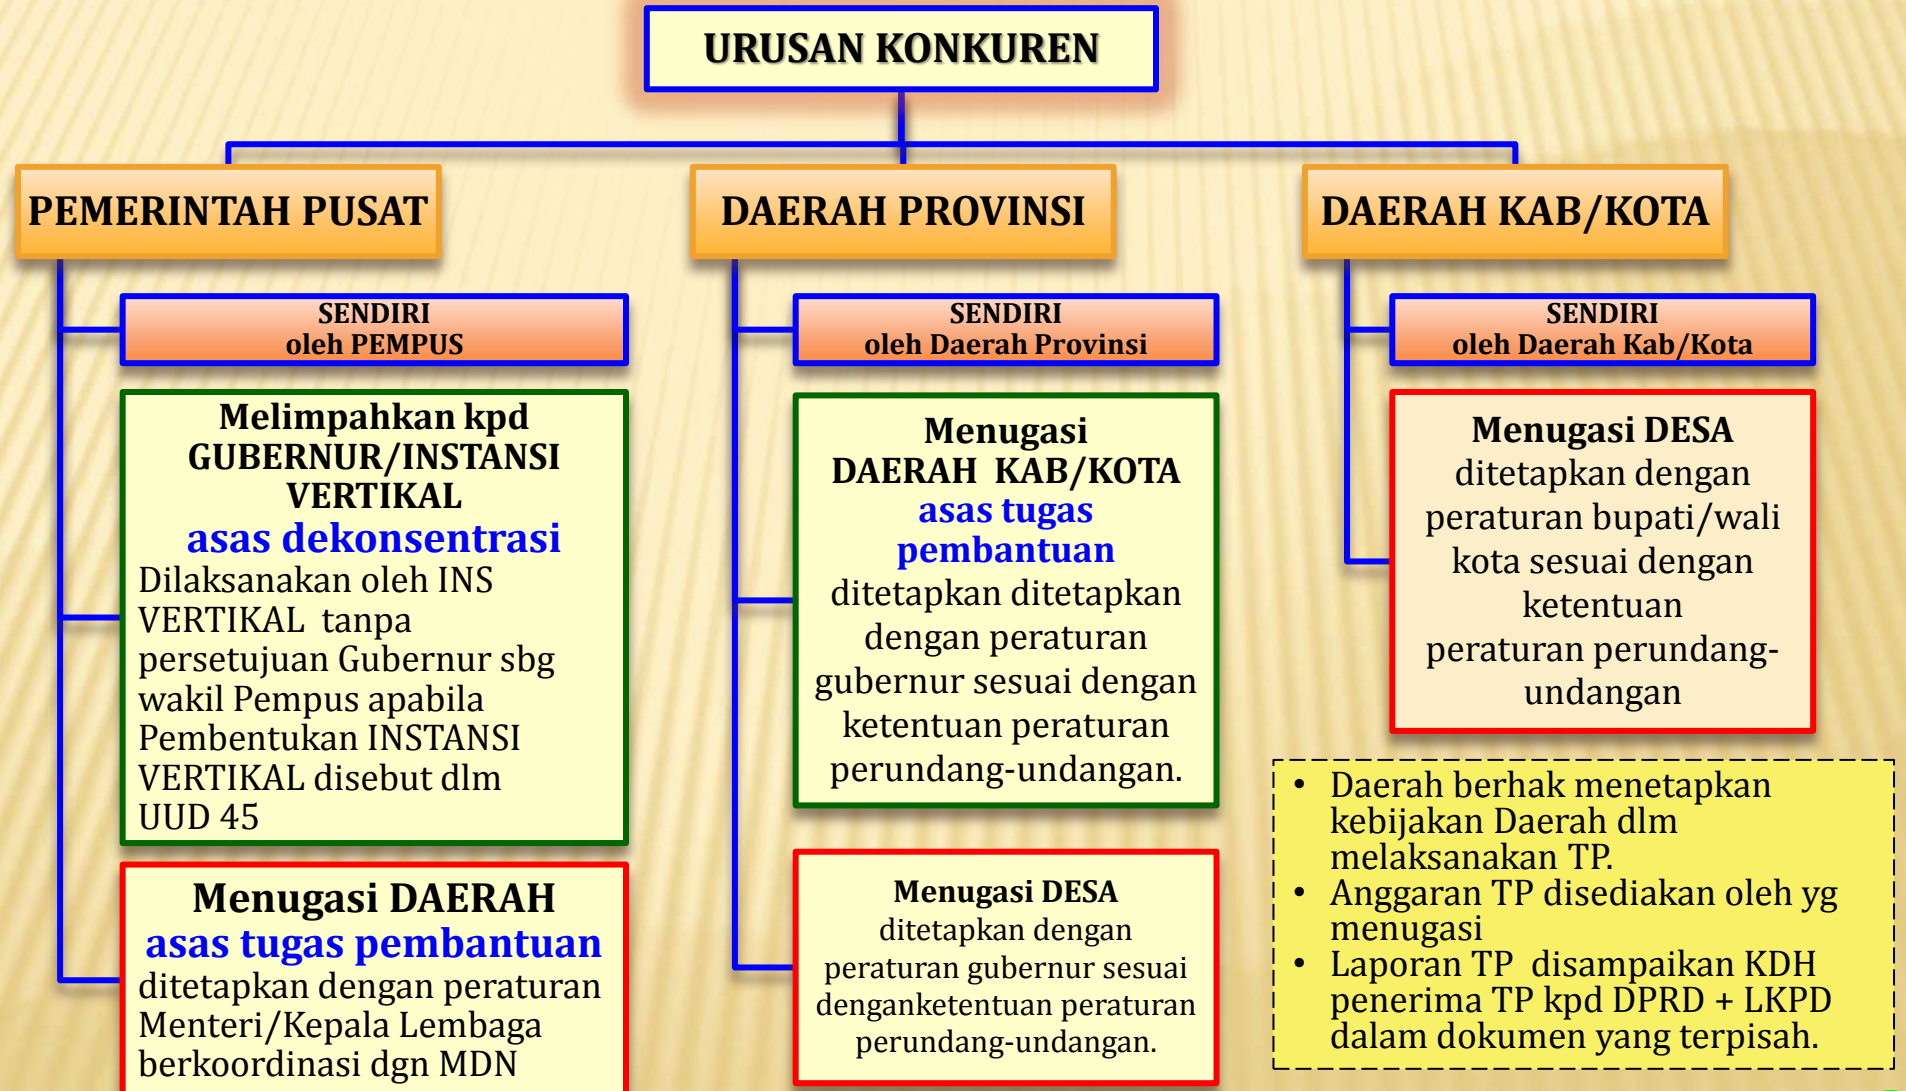 URUSAN KONKUREN
PEMERINTAH PUSAT
SENDIRI
oleh PEMPUS
Melimpahkan kpd
GUBERNUR/INSTANSI
VERTIKAL
asas dekonsentrasi
Dilaksanakan oleh INS
VERTIKAL tanpa
persetujuan Gubernur sbg
wakil Pempus apabila
Pembentukan INSTANSI
VERTIKAL disebut dlm
UUD 45
Menugasi DAERAH
asas tugas pembantuan
ditetapkan dengan peraturan
Menteri/Kepala Lembaga
berkoordinasi dgn MDN
DAERAH PROVINSI
SENDIRI
oleh Daerah Provinsi
Menugasi
DAERAH KAB/KOTA
asas tugas
pembantuan
ditetapkan ditetapkan
dengan peraturan
gubernur sesuai dengan
ketentuan peraturan
perundang-undangan.
Menugasi DESA
ditetapkan dengan
peraturan gubernur sesuai
denganketentuan peraturan
perundang-undangan.
DAERAH KAB/KOTA
SENDIRI
oleh Daerah Kab/Kota
Menugasi DESA
ditetapkan dengan
peraturan bupati/wali
kota sesuai dengan
ketentuan
peraturan perundang-
undangan
• Daerah berhak menetapkan
kebijakan Daerah dlm
melaksanakan TP.
• Anggaran TP disediakan oleh yg
menugasi
• Laporan TP disampaikan KDH
penerima TP kpd DPRD + LKPD
dalam dokumen yang terpisah.